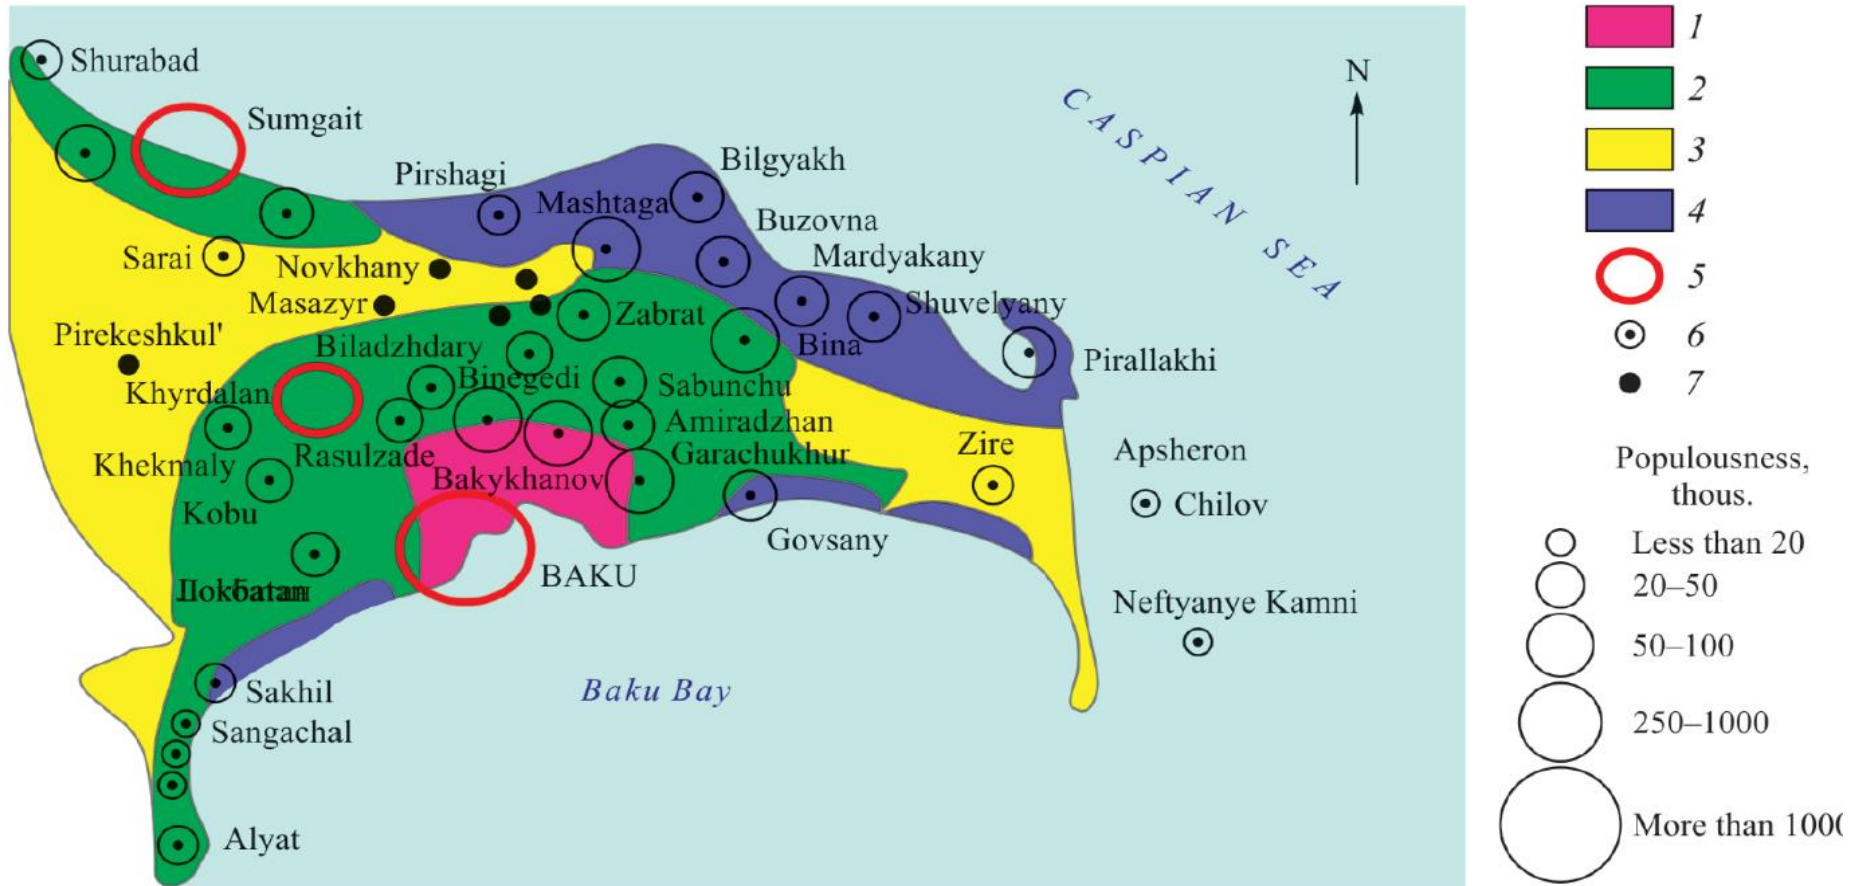 Shurabad
Sumgait
Pirshagi
Bilgyakh
Mashtaga
Buzovna
Mardyakany
Shuvelyany
Sarai
Novkhany
Masazyr
Zabrat
Bina
Pirallakhi
Pirekeshkul'
Biladzhdary
Khyrdalan
Binegedi
Sabunchu
Amiradzhan
Khekmaly
Rasulzade
Garachukhur
Bakykhanov
Zire
Apsheron
Chilov
Kobu
Govsany
BAKU
Neftyanye Kamni
Sakhil
Sangachal
Baku Bay
Alyat
CASPIAN SEA
N
1
2
3
4
5
6
7
Populousness,
thous.
Less than 20
20–50
50–100
250–1000
More than 100